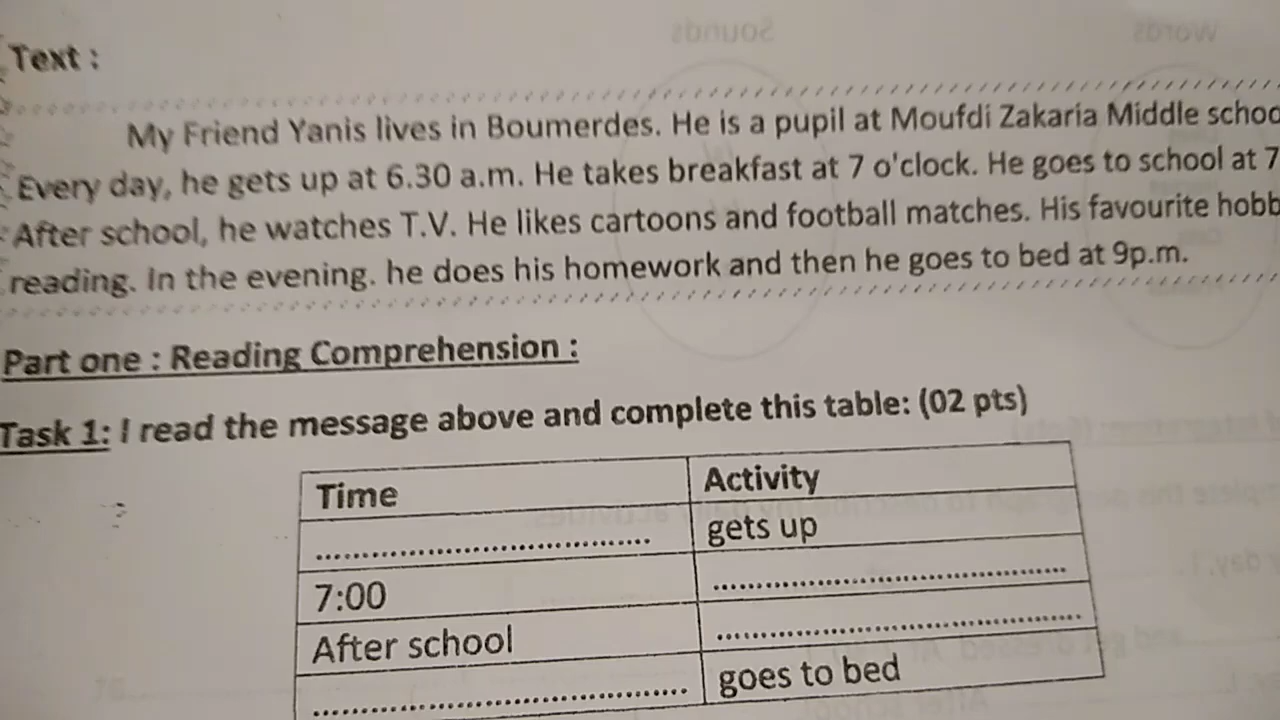 Text :
My Friend Yanis lives in Boumerdes. He is a pupil at Moufdi Zakaria Middle schoo
Every day, he gets up at 6.30 a.m. He takes breakfast at 7 o'clock. He goes to school at 7
After school, he watches T.V. He likes cartoons and football matches. His favourite hobb
reading. In the evening. he does his homework and then he goes to bed at 9p.m.
Part one : Reading Comprehension :
Task 1: I read the message above and complete this table: (02 pts)
Time Activity
.......................................... gets up
7:00 ..........................................
After school ..........................................
.......................................... goes to bed